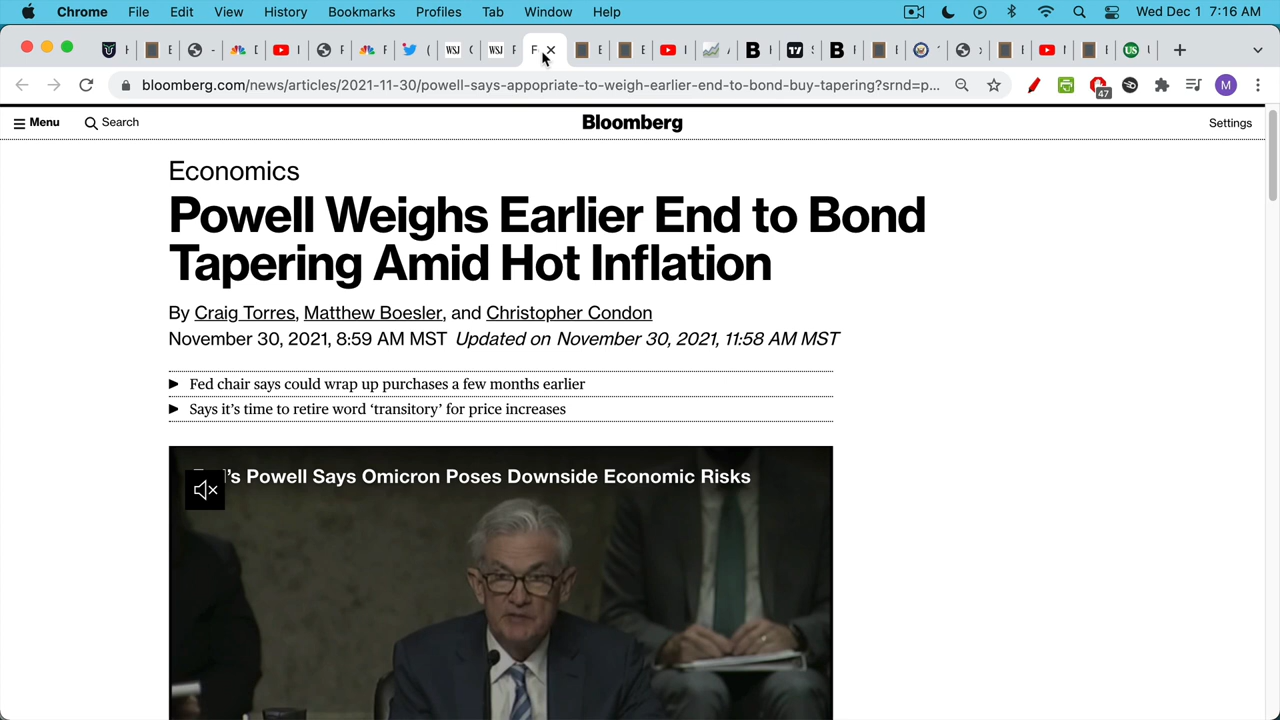 Chrome File Edit View History Bookmarks Profiles Tab Window Help Wed Dec 1 7:16 AM
WSJ WSJ F
bloomberg.com/news/articles/2021-11-30/powell-says-appopriate-to-weigh-earlier-end-to-bond-buy-tapering?srnd=p... 47 M
Menu Search Bloomberg Settings
Economics
Powell Weighs Earlier End to Bond
Tapering Amid Hot Inflation
By Craig Torres, Matthew Boesler, and Christopher Condon
November 30, 2021, 8:59 AM MST Updated on November 30, 2021, 11:58 AM MST
Fed chair says could wrap up purchases a few months earlier
Says it's time to retire word ‘transitory’ for price increases
's Powell Says Omicron Poses Downside Economic Risks